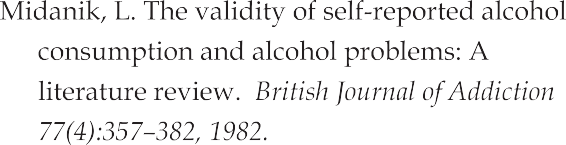 Midanik, L. The validity of self-reported alcohol
consumption and alcohol problems: A
literature review. British Journal of Addiction
77(4):357–382, 1982.